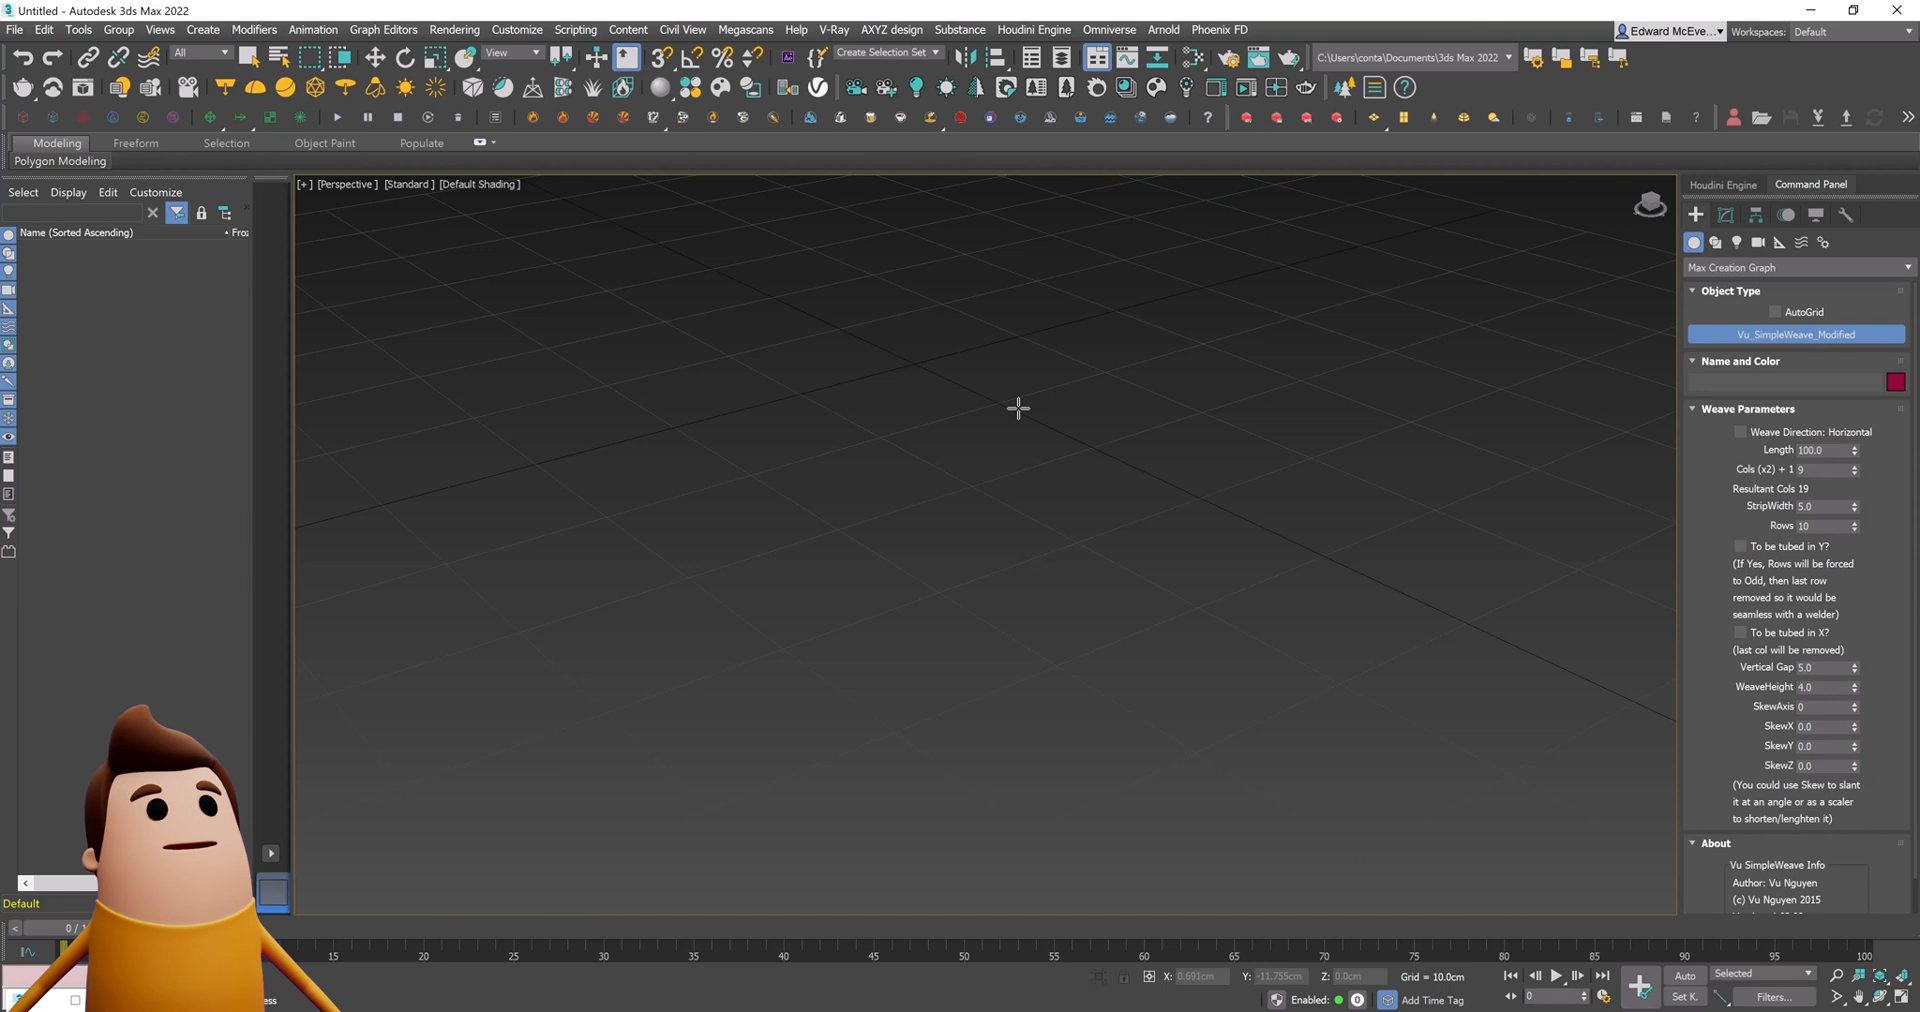 Untitled - Autodesk 3ds Max 2022
File Edit Tools Group Views Create Modifiers Animation Graph Editors Rendering Customize Scripting Content Civil View Megascans Help V-Ray AXYZ design Substance Houdini Engine Omniverse Arnold Phoenix FD
Edward McEve... Workspaces: Default
All View Create Selection Set C:\Users\conta\Documents\3ds Max 2022
Modeling Freeform Selection Object Paint Populate
Polygon Modeling
Select Display Edit Customize
[+] [Perspective] [Standard] [Default Shading]
Houdini Engine Command Panel
Name (Sorted Ascending) Fro
Max Creation Graph
Object Type
AutoGrid
Vu_SimpleWeave_Modified
Name and Color
Weave Parameters
Weave Direction: Horizontal
Length 100.0
Cols (x2) + 1 9
Resultant Cols 19
StripWidth 5.0
Rows 10
To be tubed in Y?
(If Yes, Rows will be forced
to Odd, then last row
removed so it would be
seamless with a welder)
To be tubed in X?
(last col will be removed)
Vertical Gap 5.0
WeaveHeight 4.0
SkewAxis 0
SkewX 0.0
SkewY 0.0
SkewZ 0.0
(You could use Skew to slant
it at an angle or as a scaler
to shorten/lenghten it)
About
Vu SimpleWeave Info
Author: Vu Nguyen
(c) Vu Nguyen 2015
Default
0 / 1
15 20 25 30 35 40 45 50 55 60 65 70 75 80 85 90 95 100
X: 0.691cm Y: -11.755cm Z: 0.0cm Grid = 10.0cm
Auto Selected
Enabled: 0 Add Time Tag 0 Set K. Filters...
ess